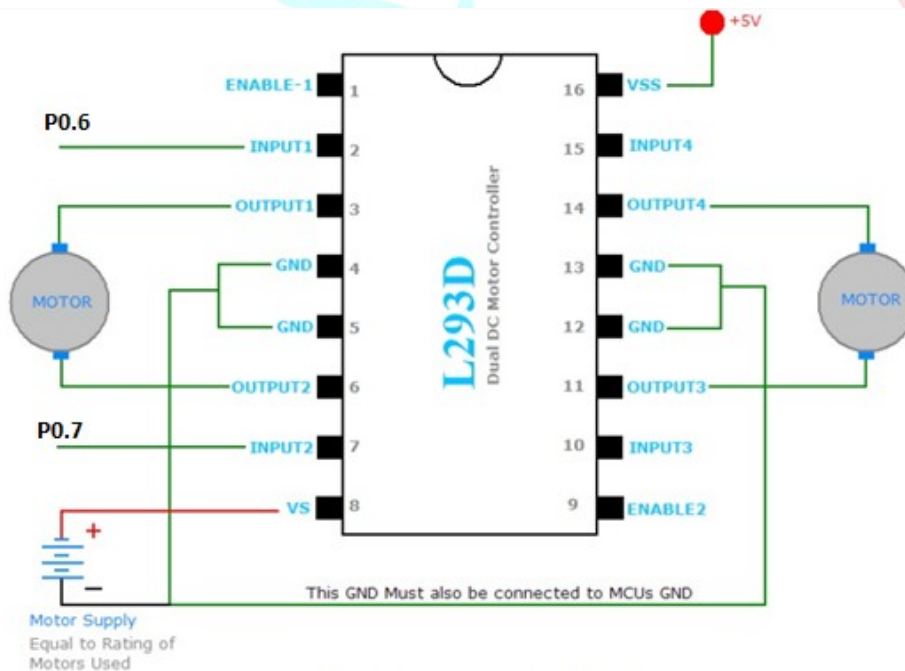 +5V
ENABLE-1
1
16
VSS
P0.6
INPUT1
2
15
INPUT4
OUTPUT1
3
14
OUTPUT4
GND
4
13
GND
MOTOR
L293D
Dual DC Motor Controller
MOTOR
GND
5
12
GND
OUTPUT2
6
11
OUTPUT3
P0.7
INPUT2
7
10
INPUT3
VS
8
9
ENABLE2
+
−
This GND Must also be connected to MCUs GND
Motor Supply
Equal to Rating of
Motors Used